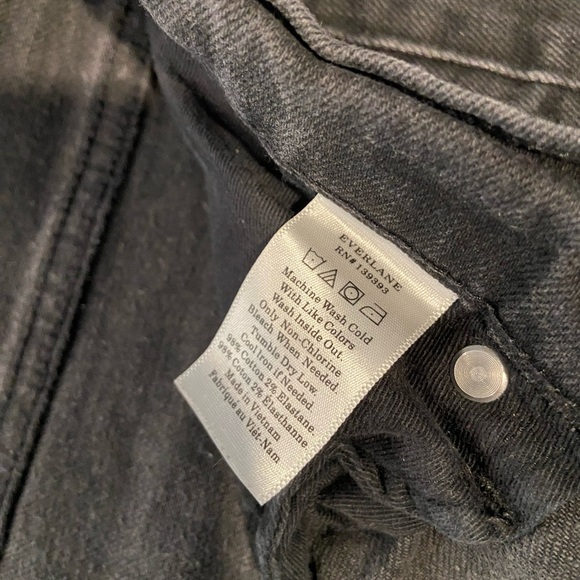 EVERLANE
RN# 139393
Machine Wash Cold
With Like Colors
Wash Inside Out.
Only Non-Chlorine
Bleach When Needed.
Tumble Dry Low
Cool Iron if Needed
98% Cotton 2% Elastane.
98% Coton 2% Elasthanne
Made in Vietnam
Fabriqué au Viêt-Nam